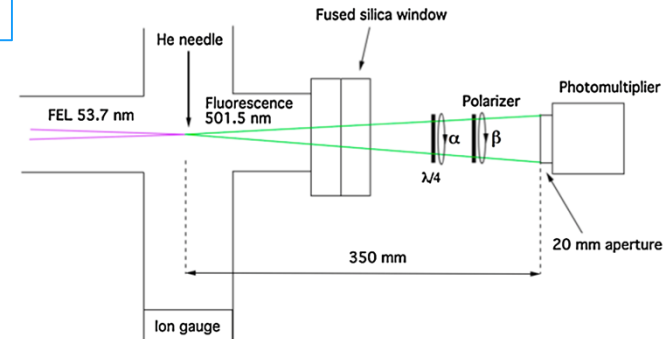 Fused silica window
He needle
Photomultiplier
FEL 53.7 nm
Fluorescence
501.5 nm
Polarizer
α
β
λ/4
20 mm aperture
350 mm
Ion gauge